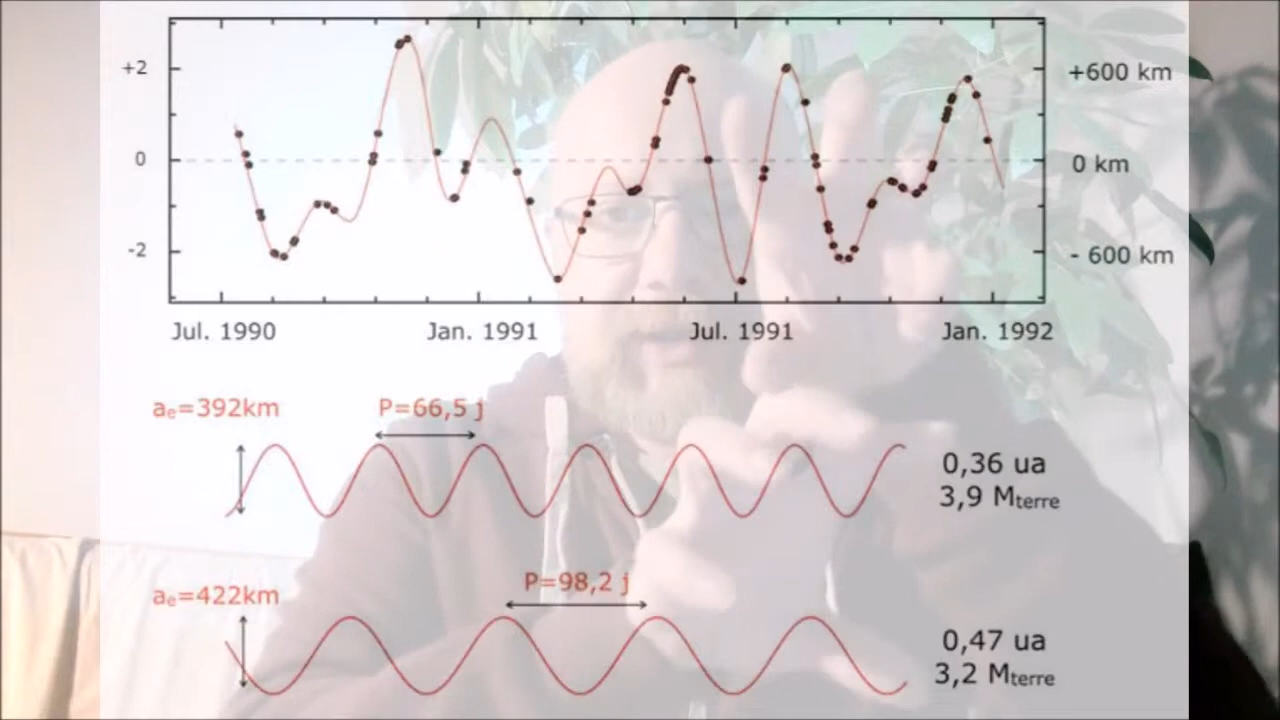 +2
+600 km
0
0 km
-2
- 600 km
Jul. 1990
Jan. 1991
Jul. 1991
Jan. 1992
aₑ=392km
P=66,5 j
0,36 ua
3,9 Mterre
P=98,2 j
aₑ=422km
0,47 ua
3,2 Mterre